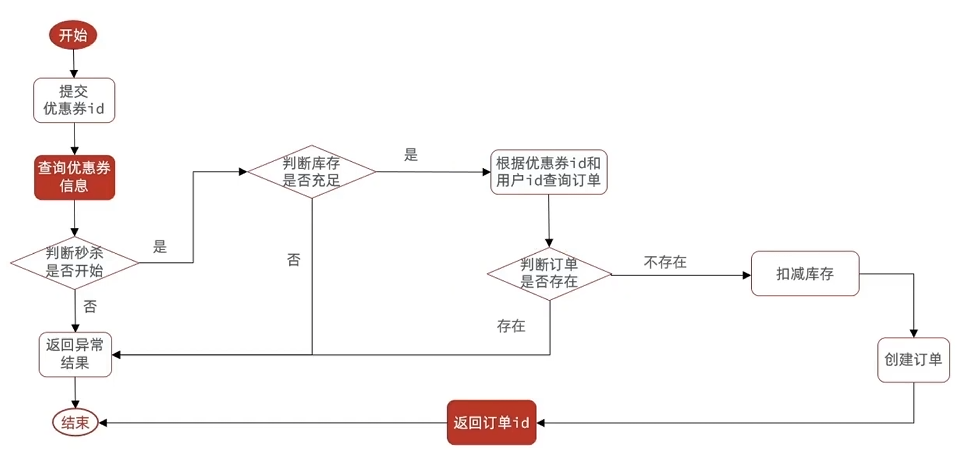 开始
提交
优惠券id
查询优惠券
信息
判断秒杀
是否开始
是
否
返回异常
结果
结束
判断库存
是否充足
是
否
根据优惠券id和
用户id查询订单
判断订单
是否存在
不存在
存在
扣减库存
创建订单
返回订单id